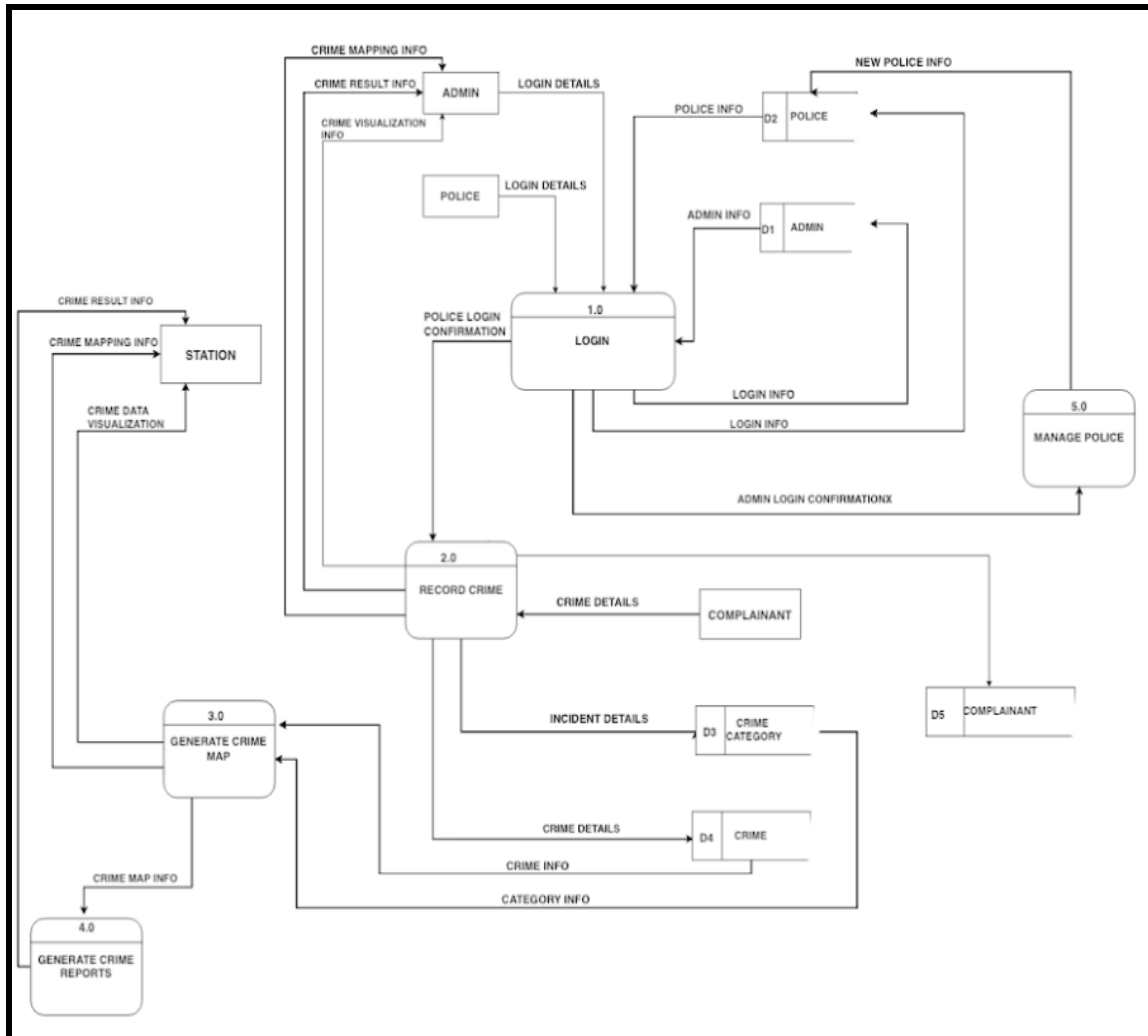 CRIME MAPPING INFO
NEW POLICE INFO
CRIME RESULT INFO
ADMIN
LOGIN DETAILS
CRIME VISUALIZATION
INFO
POLICE INFO
D2
POLICE
POLICE
LOGIN DETAILS
ADMIN INFO
D1
ADMIN
CRIME RESULT INFO
1.0
LOGIN
POLICE LOGIN
CONFIRMATION
CRIME MAPPING INFO
STATION
LOGIN INFO
CRIME DATA
VISUALIZATION
LOGIN INFO
5.0
MANAGE POLICE
ADMIN LOGIN CONFIRMATIONX
2.0
RECORD CRIME
CRIME DETAILS
COMPLAINANT
3.0
GENERATE CRIME
MAP
INCIDENT DETAILS
D3
CRIME
CATEGORY
D5
COMPLAINANT
CRIME DETAILS
D4
CRIME
CRIME INFO
CRIME MAP INFO
CATEGORY INFO
4.0
GENERATE CRIME
REPORTS